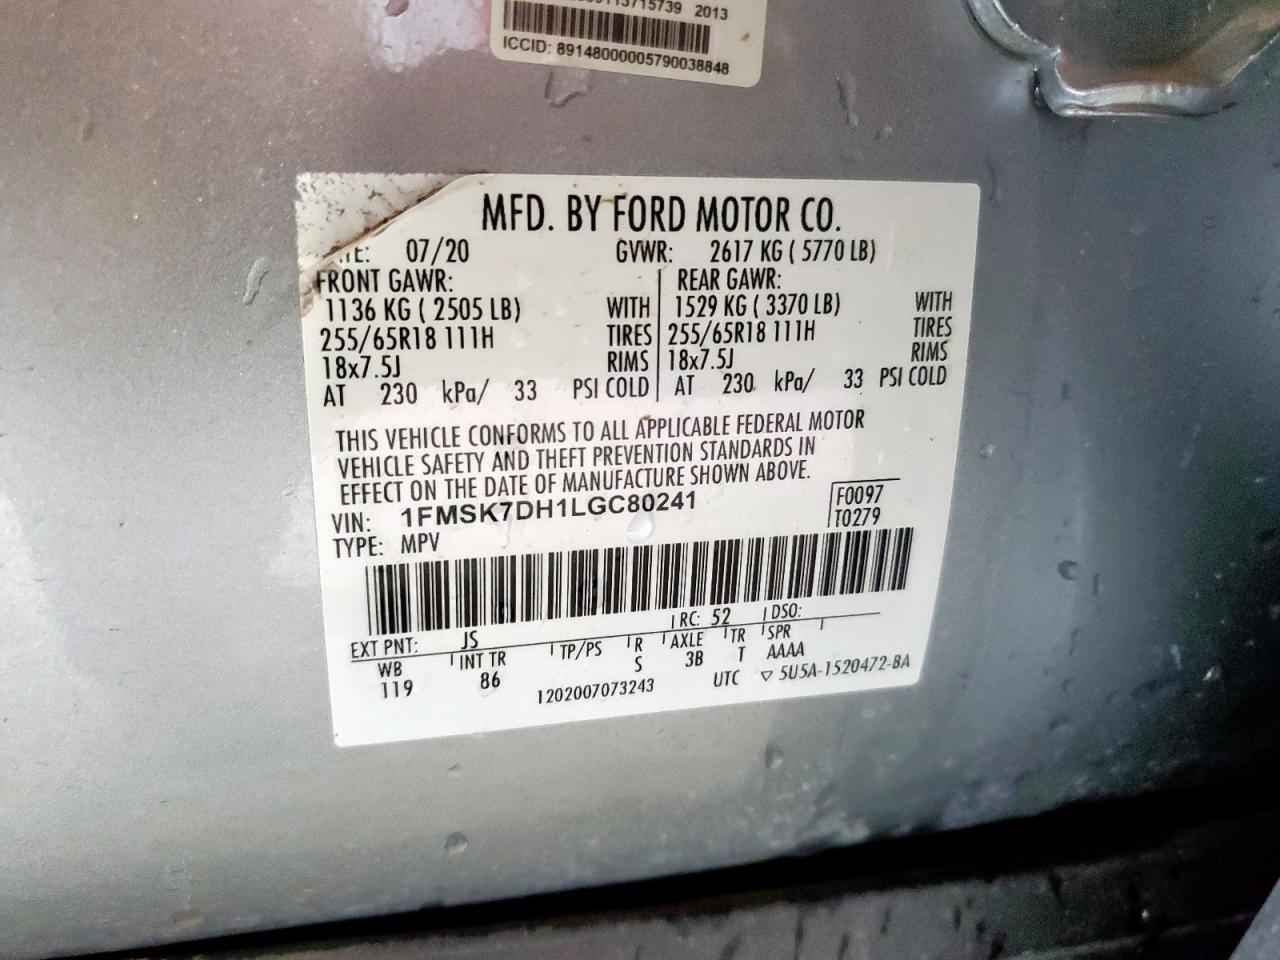 113715739 2013
ICCID: 89148000005790038848
MFD. BY FORD MOTOR CO.
07/20 GVWR: 2617 KG ( 5770 LB)
FRONT GAWR: REAR GAWR:
1136 KG ( 2505 LB) WITH 1529 KG ( 3370 LB) WITH
255/65R18 111H TIRES 255/65R18 111H TIRES
18x7.5J RIMS 18x7.5J RIMS
AT 230 kPa/ 33 PSI COLD AT 230 kPa/ 33 PSI COLD
THIS VEHICLE CONFORMS TO ALL APPLICABLE FEDERAL MOTOR
VEHICLE SAFETY AND THEFT PREVENTION STANDARDS IN
EFFECT ON THE DATE OF MANUFACTURE SHOWN ABOVE.
VIN: 1FMSK7DH1LGC80241 F0097
TYPE: MPV T0279
EXT PNT: JS RC: 52 DSO:
WB INT TR TP/PS R AXLE TR SPR
119 86 S 3B T AAAA
1202007073243 UTC ▽ 5U5A-1520472-BA